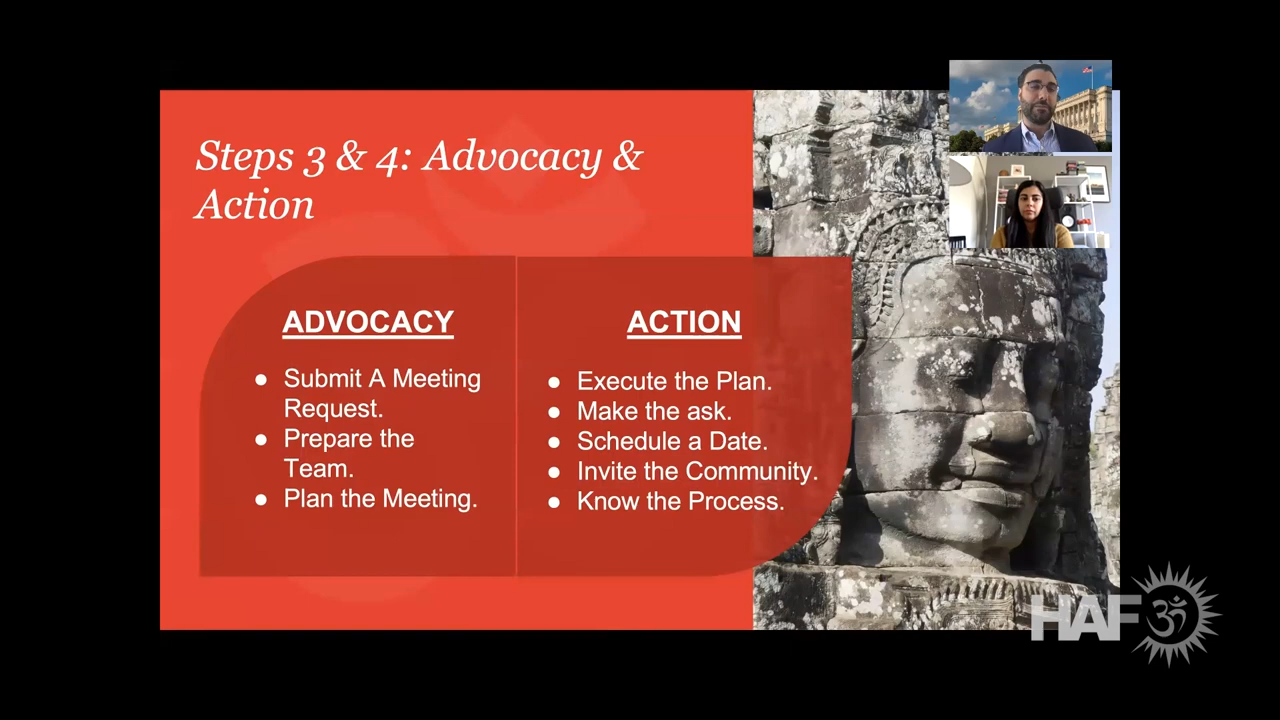 Steps 3 & 4: Advocacy &
Action
ADVOCACY
● Submit A Meeting
Request.
● Prepare the
Team.
● Plan the Meeting.
ACTION
● Execute the Plan.
● Make the ask.
● Schedule a Date.
● Invite the Community.
● Know the Process.
HAF ॐ